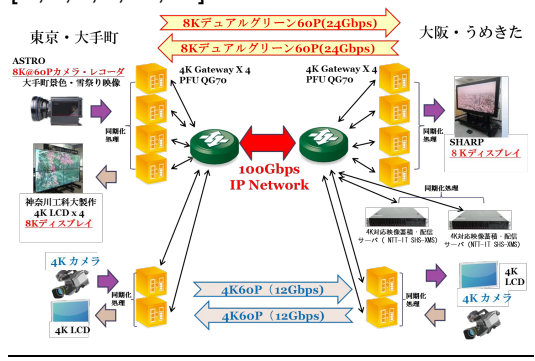 8Kデュアルグリーン60P(24Gbps)
8Kデュアルグリーン60P(24Gbps)
東京・大手町
大阪・うめきた
ASTRO
8K@60Pカメラ・レコーダ
大手町景色・雪祭り映像
4K Gateway X 4
PFU QG70
4K Gateway X 4
PFU QG70
同期化
処理
同期化
処理
SHARP
8Kディスプレイ
100Gbps
IP Network
神奈川工科大製作
4K LCD x 4
8Kディスプレイ
同期化処理
4K対応映像蓄積・配信
サーバ ( NTT-IT SHS-XMS)
4K対応映像蓄積・配信
サーバ(NTT-IT SHS-XMS)
4K カメラ
4K LCD
同期化
処理
4K60P（12Gbps)
4K60P（12Gbps)
同期化
処理
4K
LCD
4K カメラ